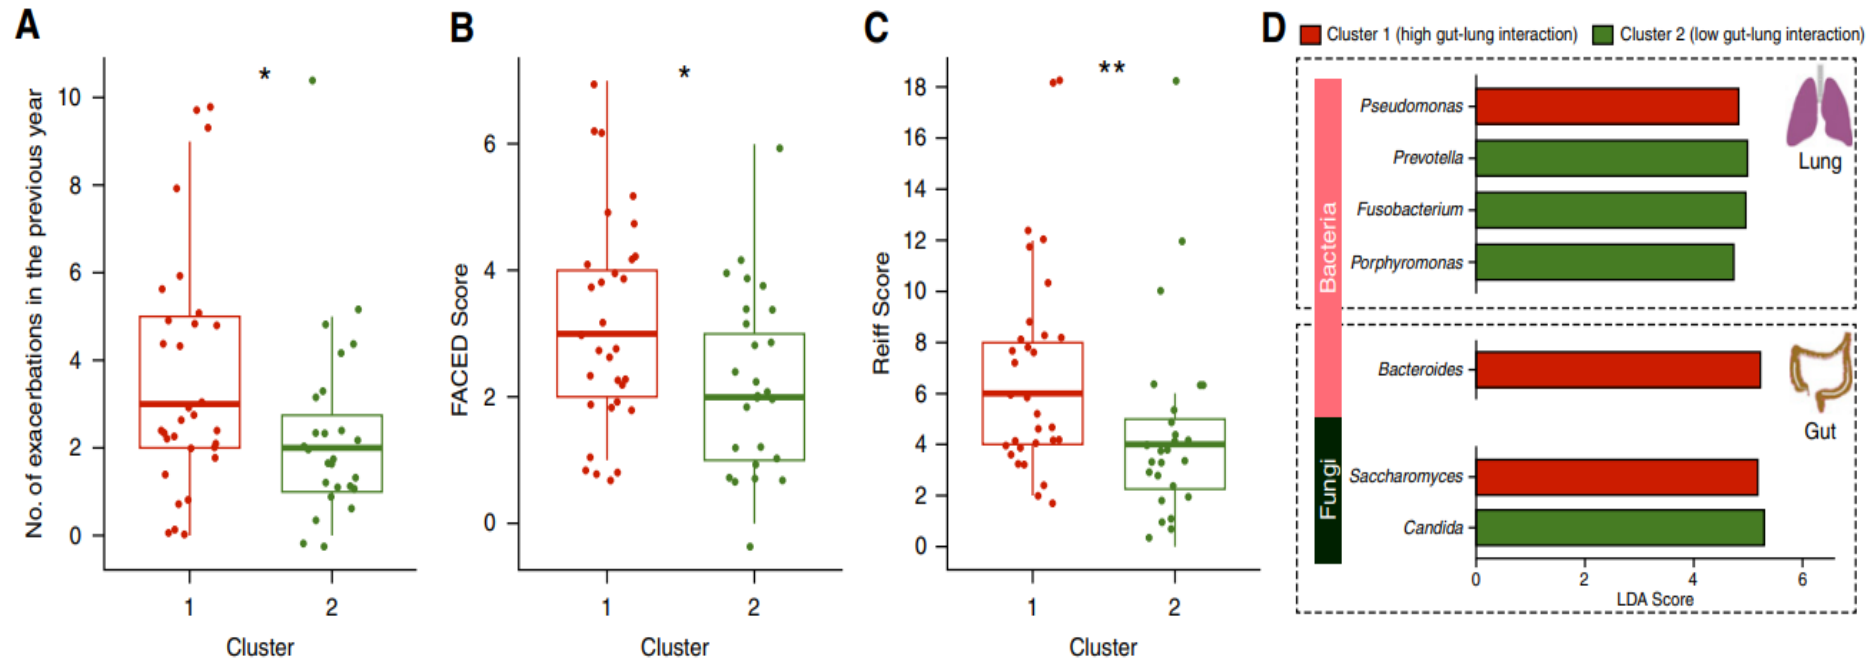 A
No. of exacerbations in the previous year
10
8
6
4
2
0
*
1
2
Cluster
B
FACED Score
6
4
2
0
*
1
2
Cluster
C
Reiff Score
18
16
14
12
10
8
6
4
2
0
**
1
2
Cluster
D
Cluster 1 (high gut-lung interaction)
Cluster 2 (low gut-lung interaction)
Bacteria
Fungi
Pseudomonas
Prevotella
Fusobacterium
Porphyromonas
Lung
Bacteroides
Gut
Saccharomyces
Candida
0
2
4
6
LDA Score